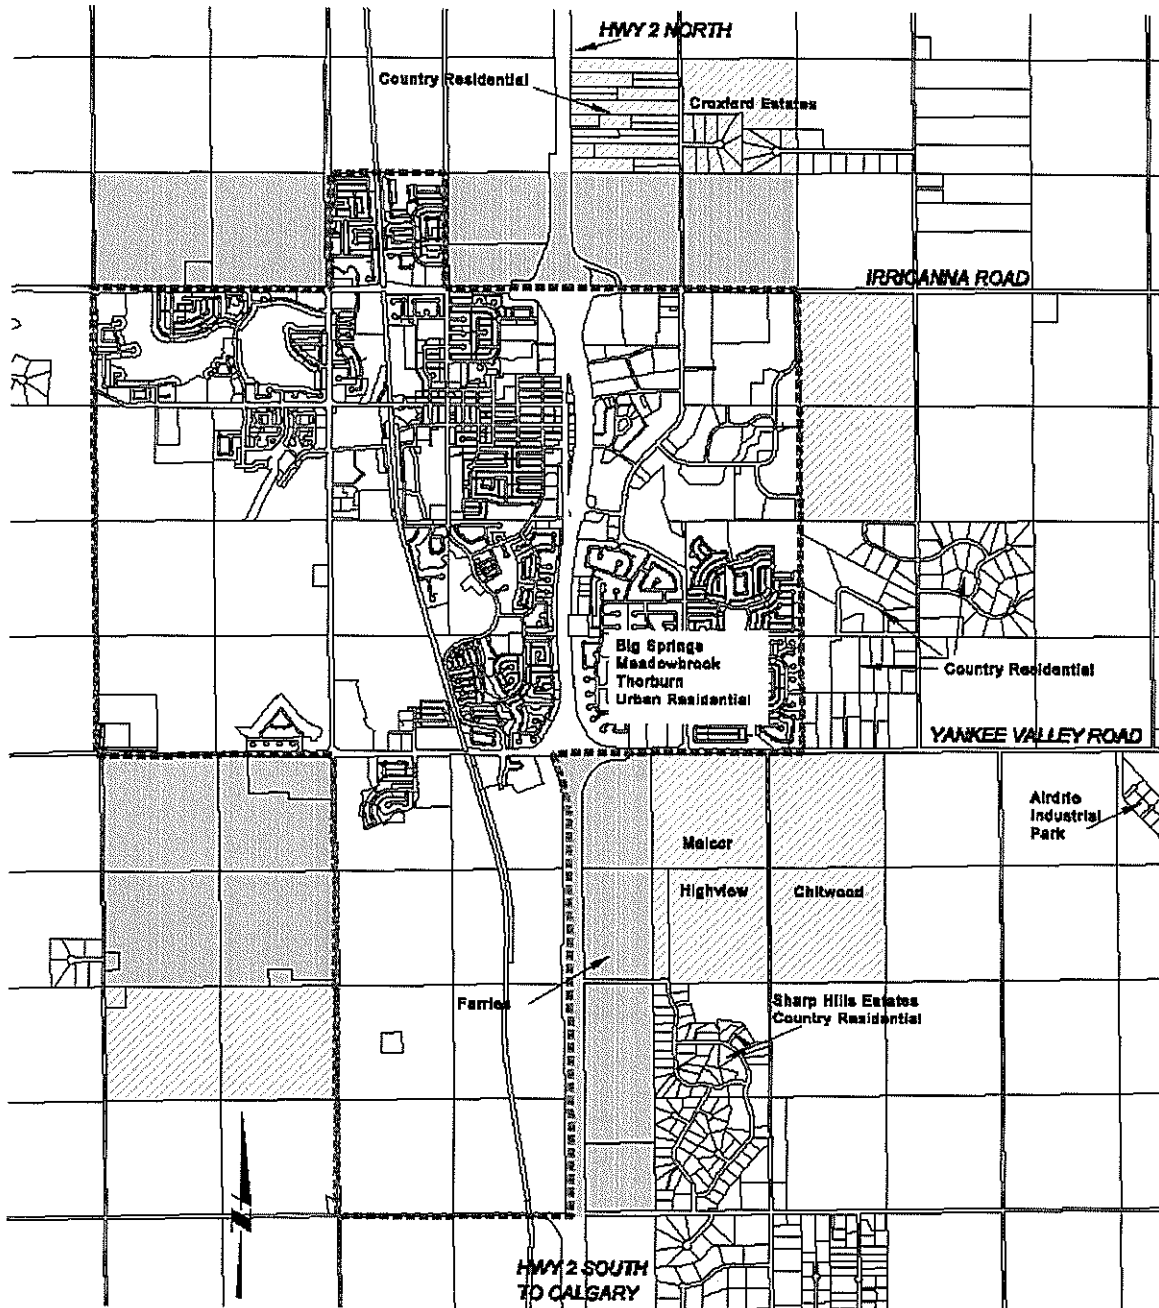 HWY 2 NORTH
Country Residential
Croxford Estates
IRRICANNA ROAD
Big Springs
Meadowbrook
Thorburn
Urban Residential
Country Residential
YANKEE VALLEY ROAD
Airdrie
Industrial
Park
Melcor
Highview
Chitwood
Farries
Sharp Hills Estates
Country Residential
HWY 2 SOUTH
TO CALGARY